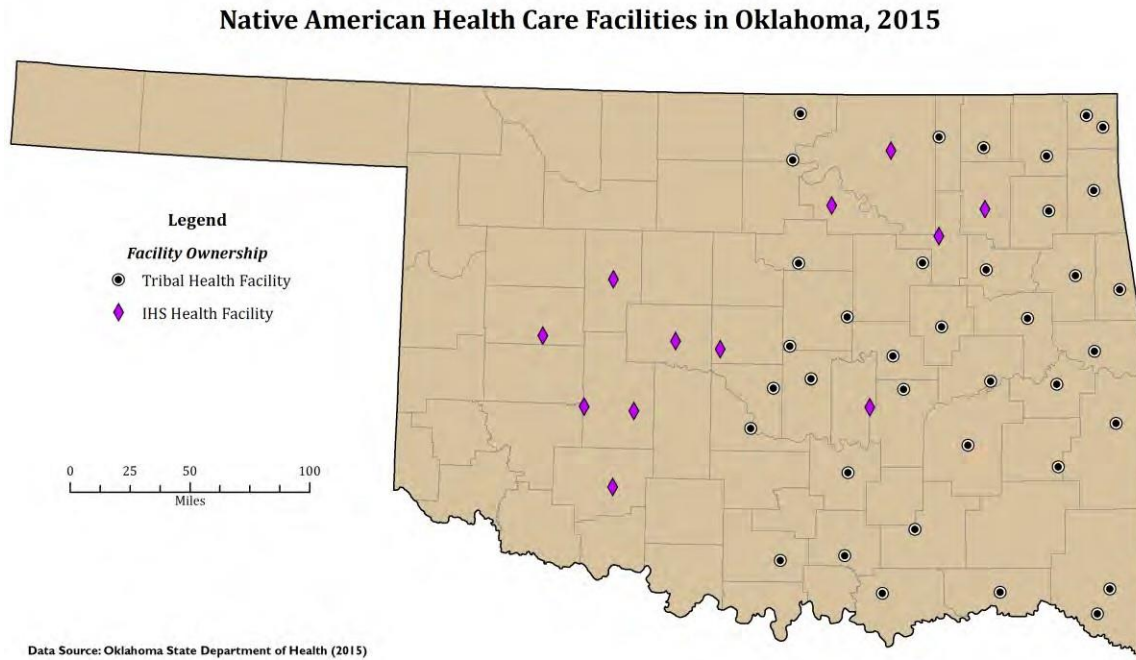 Native American Health Care Facilities in Oklahoma, 2015
Legend
Facility Ownership
Tribal Health Facility
IHS Health Facility
0 25 50 100
Miles
Data Source: Oklahoma State Department of Health (2015)